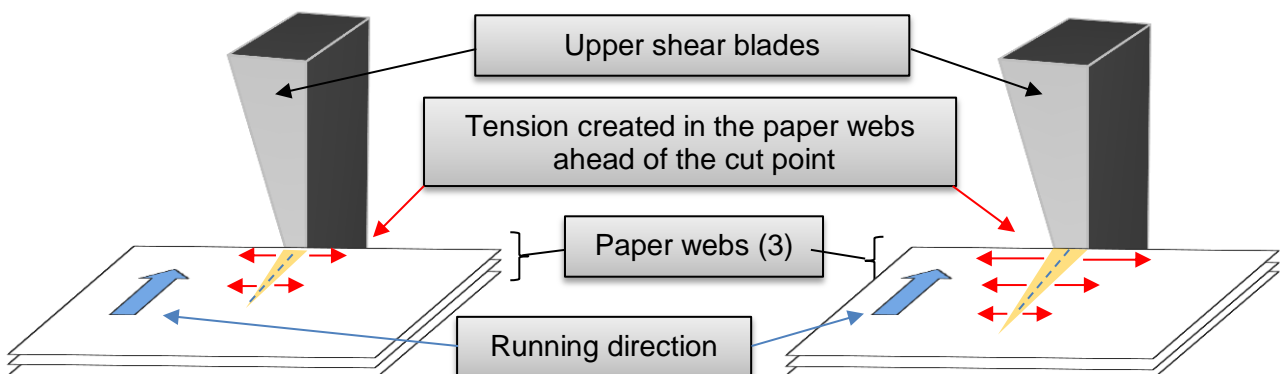 Upper shear blades
Tension created in the paper webs
ahead of the cut point
Paper webs (3)
Running direction